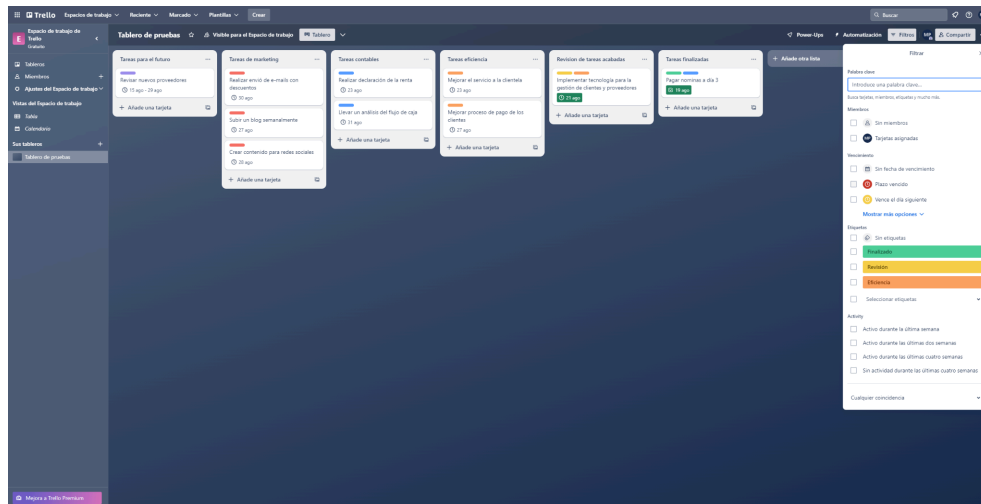 Trello
Espacios de trabajo
Reciente
Marcado
Plantillas
Crear
Buscar
E
Espacio de trabajo de
Trello
Gratuito
Tableros
Miembros
Ajustes del Espacio de trabajo
Vistas del Espacio de trabajo
Table
Calendario
Sus tableros
Tablero de pruebas
Mejora a Trello Premium
Tablero de pruebas
Visible para el Espacio de trabajo
Tablero
Power-Ups
Automatización
Filtros
Compartir
Tareas para el futuro
Revisar nuevos proveedores
15 ago - 29 ago
+ Añade una tarjeta
Tareas de marketing
Realizar envió de e-mails con
descuentos
30 ago
Subir un blog semanalmente
27 ago
Crear contenido para redes sociales
28 ago
+ Añade una tarjeta
Tareas contables
Realizar declaración de la renta
23 ago
Llevar un análisis del flujo de caja
31 ago
+ Añade una tarjeta
Tareas eficiencia
Mejorar el servicio a la clientela
23 ago
Mejorar proceso de pago de los
clientes
27 ago
+ Añade una tarjeta
Revision de tareas acabadas
Implementar tecnología para la
gestión de clientes y proveedores
21 ago
+ Añade una tarjeta
Tareas finalizadas
Pagar nominas a día 3
19 ago
+ Añade una tarjeta
+ Añade otra lista
Filtrar
Palabra clave
Introduce una palabra clave...
Busca tarjetas, miembros, etiquetas y mucho más.
Miembros
Sin miembros
Tarjetas asignadas
Vencimiento
Sin fecha de vencimiento
Plazo vencido
Vence el día siguiente
Mostrar más opciones
Etiquetas
Sin etiquetas
Finalizado
Revisión
Eficiencia
Seleccionar etiquetas
Activity
Activo durante la última semana
Activo durante las últimas dos semanas
Activo durante las últimas cuatro semanas
Sin actividad durante las últimas cuatro semanas
Cualquier coincidencia